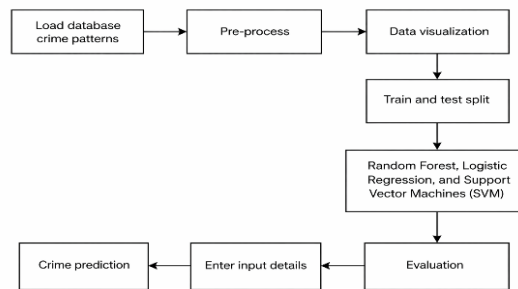 Load database
crime patterns
Pre-process
Data visualization
Train and test split
Random Forest, Logistic
Regression, and Support
Vector Machines (SVM)
Evaluation
Enter input details
Crime prediction